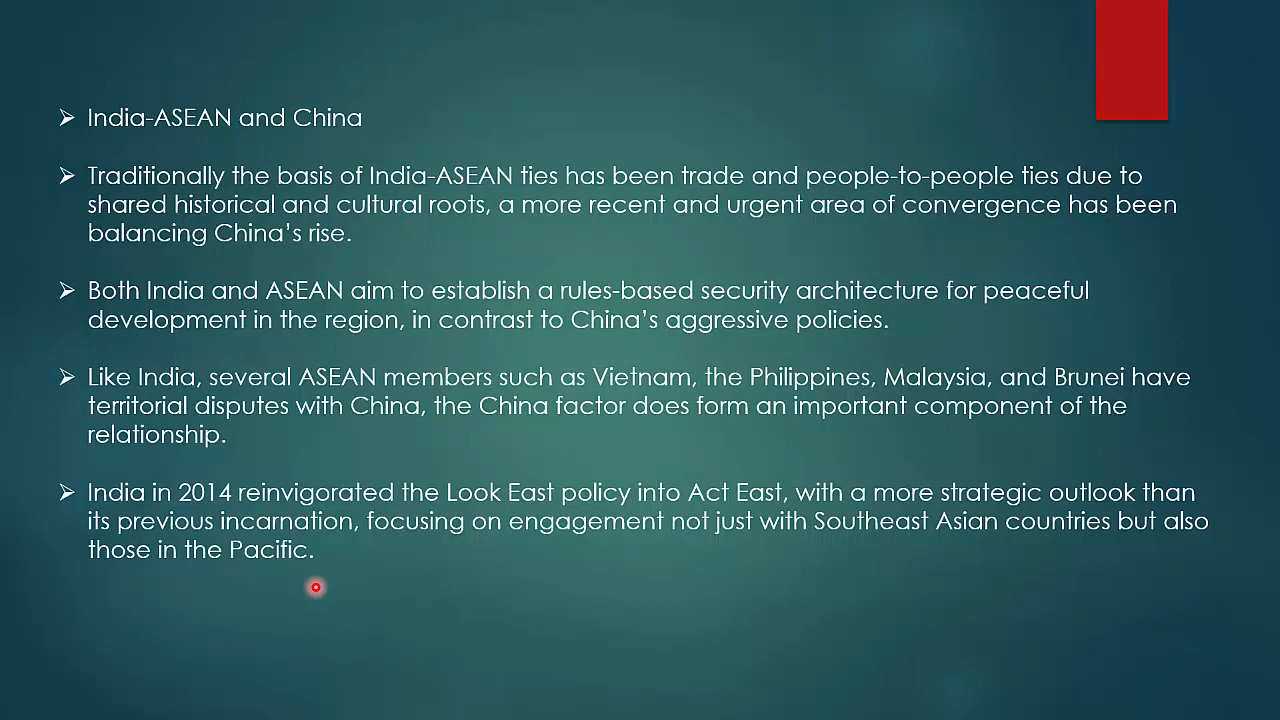 ➢ India-ASEAN and China
➢ Traditionally the basis of India-ASEAN ties has been trade and people-to-people ties due to
shared historical and cultural roots, a more recent and urgent area of convergence has been
balancing China’s rise.
➢ Both India and ASEAN aim to establish a rules-based security architecture for peaceful
development in the region, in contrast to China’s aggressive policies.
➢ Like India, several ASEAN members such as Vietnam, the Philippines, Malaysia, and Brunei have
territorial disputes with China, the China factor does form an important component of the
relationship.
➢ India in 2014 reinvigorated the Look East policy into Act East, with a more strategic outlook than
its previous incarnation, focusing on engagement not just with Southeast Asian countries but also
those in the Pacific.